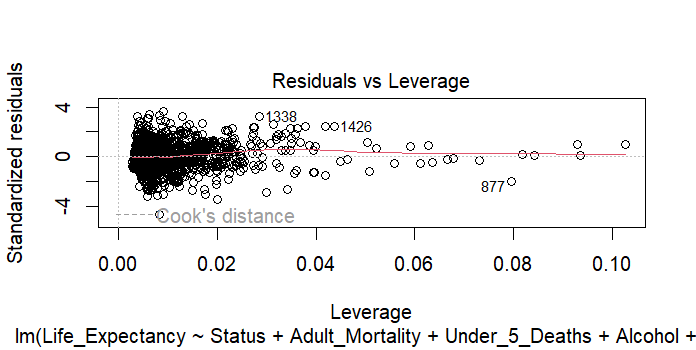 Residuals vs Leverage
Standardized residuals
4
0
-4
1338
1426
877
Cook's distance
0.00 0.02 0.04 0.06 0.08 0.10
Leverage
lm(Life_Expectancy ~ Status + Adult_Mortality + Under_5_Deaths + Alcohol +